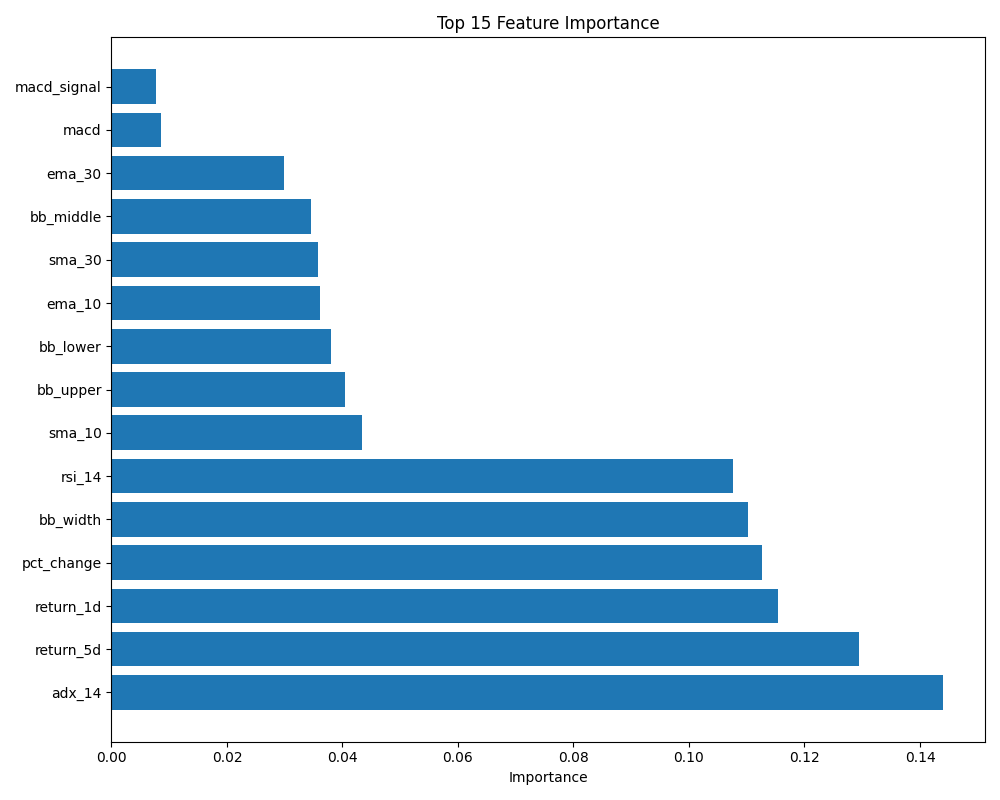 Top 15 Feature Importance
macd_signal
macd
ema_30
bb_middle
sma_30
ema_10
bb_lower
bb_upper
sma_10
rsi_14
bb_width
pct_change
return_1d
return_5d
adx_14
0.00 0.02 0.04 0.06 0.08 0.10 0.12 0.14
Importance